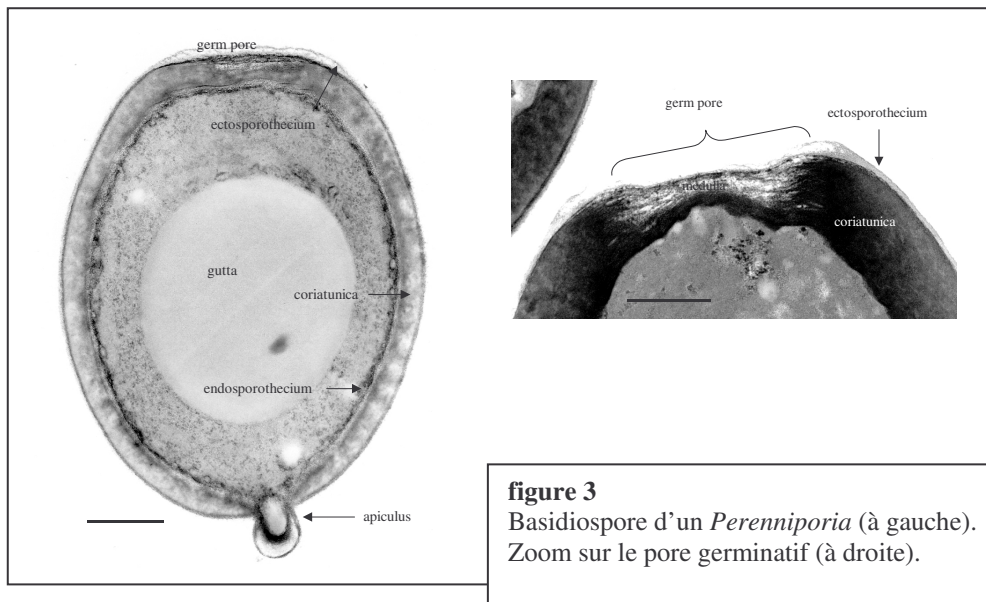 germ pore
ectosporothecium
gutta
coriatunica
endosporothecium
apiculus
germ pore
ectosporothecium
medulla
coriatunica
figure 3
Basidiospore d'un Perenniporia (à gauche).
Zoom sur le pore germinatif (à droite).